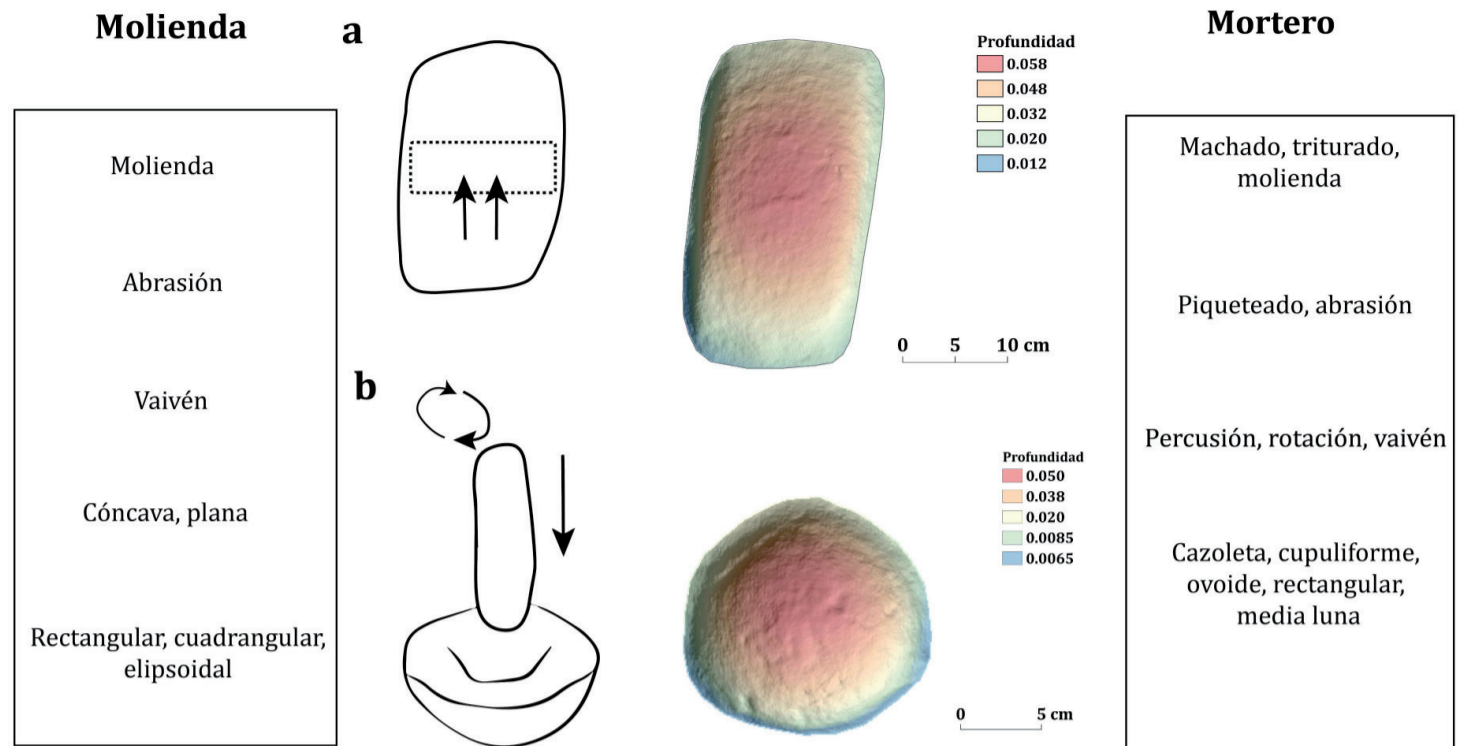 Molienda
Molienda
Abrasión
Vaivén
Cóncava, plana
Rectangular, cuadrangular,
elipsoidal
a
Profundidad
0.058
0.048
0.032
0.020
0.012
0 5 10 cm
b
Profundidad
0.050
0.038
0.020
0.0085
0.0065
0 5 cm
Mortero
Machado, triturado,
molienda
Piqueteado, abrasión
Percusión, rotación, vaivén
Cazoleta, cupuliforme,
ovoide, rectangular,
media luna